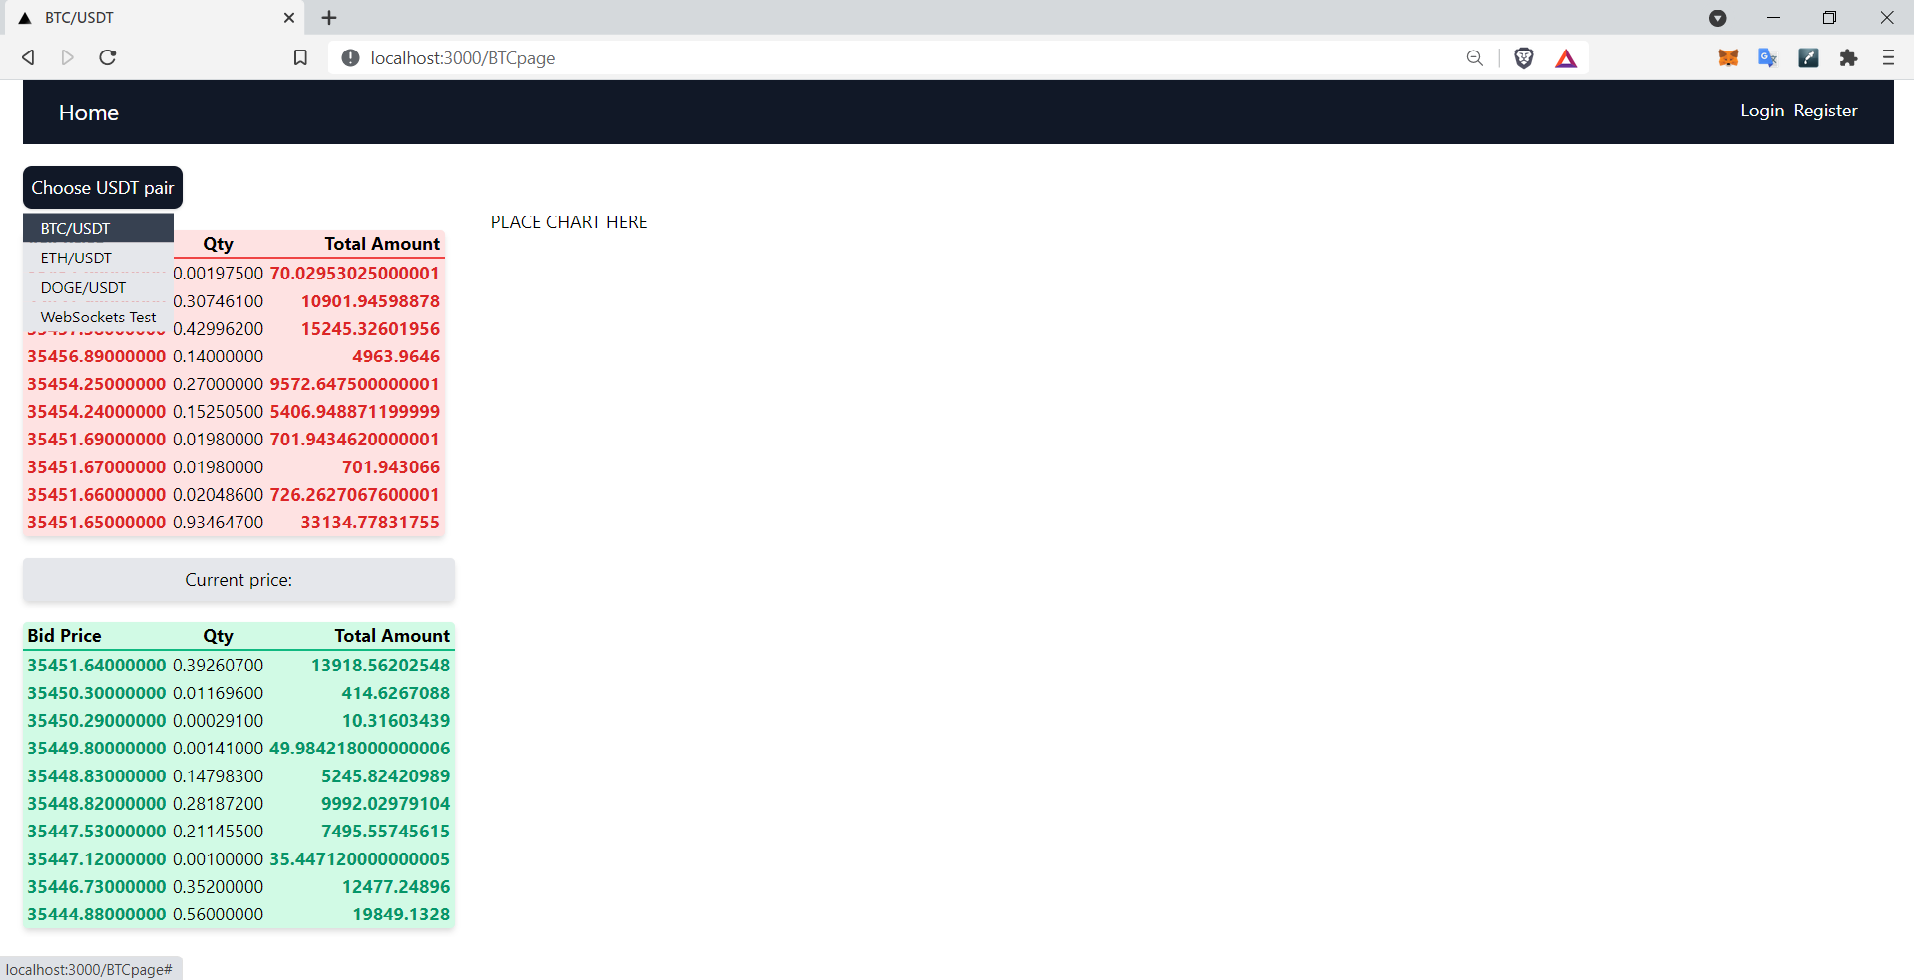 BTC/USDT
localhost:3000/BTCpage
Home
Login Register
Choose USDT pair
BTC/USDT
ETH/USDT
DOGE/USDT
WebSockets Test
PLACE CHART HERE
Qty Total Amount
0.00197500 70.02953025000001
0.30746100 10901.94598878
0.42996200 15245.32601956
35456.89000000 0.14000000 4963.9646
35454.25000000 0.27000000 9572.647500000001
35454.24000000 0.15250500 5406.948871199999
35451.69000000 0.01980000 701.9434620000001
35451.67000000 0.01980000 701.943066
35451.66000000 0.02048600 726.2627067600001
35451.65000000 0.93464700 33134.77831755
Current price:
Bid Price Qty Total Amount
35451.64000000 0.39260700 13918.56202548
35450.30000000 0.01169600 414.6267088
35450.29000000 0.00029100 10.31603439
35449.80000000 0.00141000 49.984218000000006
35448.83000000 0.14798300 5245.82420989
35448.82000000 0.28187200 9992.02979104
35447.53000000 0.21145500 7495.55745615
35447.12000000 0.00100000 35.447120000000005
35446.73000000 0.35200000 12477.24896
35444.88000000 0.56000000 19849.1328
localhost:3000/BTCpage#